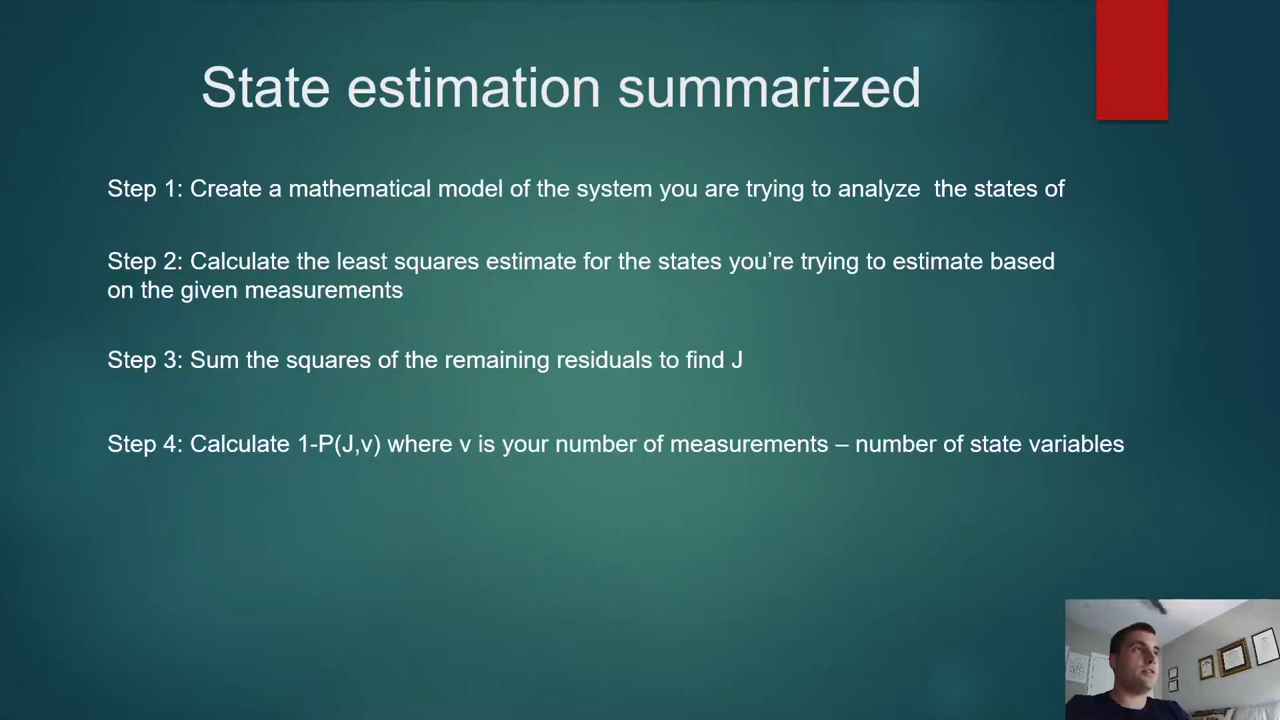 State estimation summarized
Step 1: Create a mathematical model of the system you are trying to analyze  the states of
Step 2: Calculate the least squares estimate for the states you’re trying to estimate based
on the given measurements
Step 3: Sum the squares of the remaining residuals to find J
Step 4: Calculate 1-P(J,v) where v is your number of measurements – number of state variables